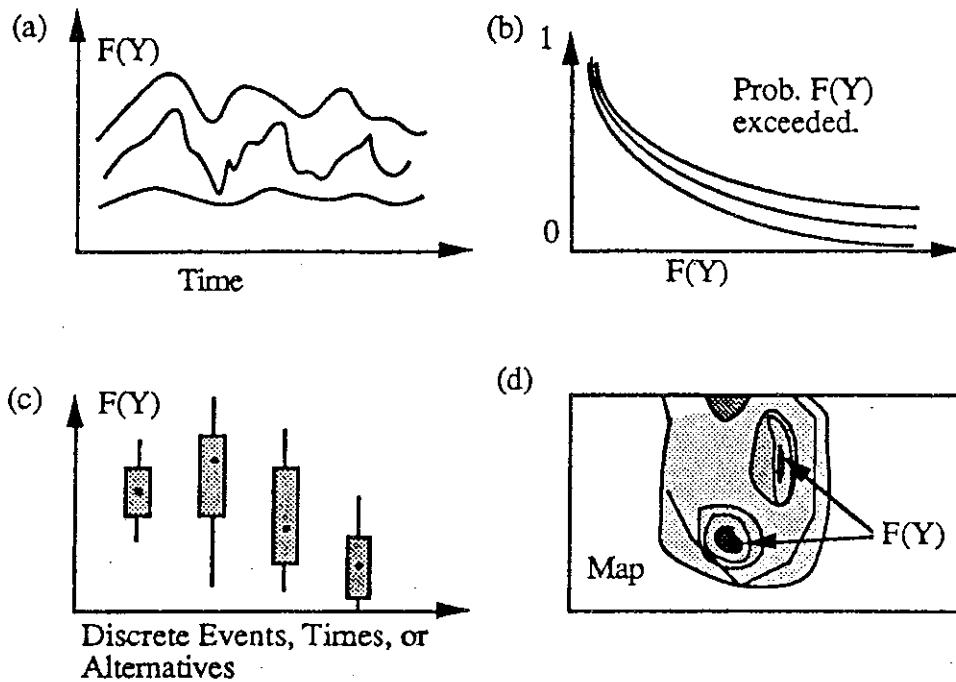 (a)
F(Y)
Time
(b)
1
Prob. F(Y)
exceeded.
0
F(Y)
(c)
F(Y)
Discrete Events, Times, or
Alternatives
(d)
F(Y)
Map